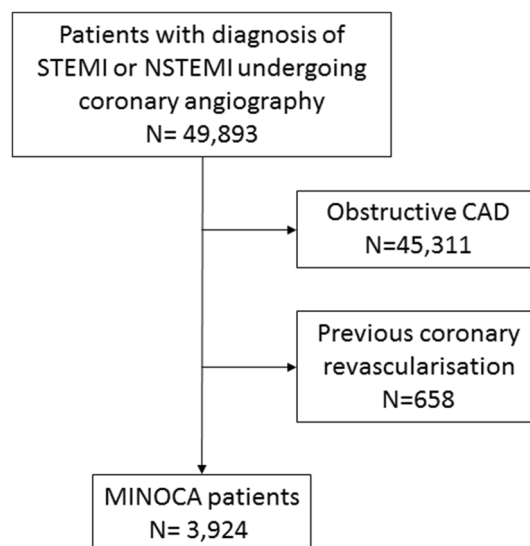 Patients with diagnosis of
STEMI or NSTEMI undergoing
coronary angiography
N= 49,893
Obstructive CAD
N=45,311
Previous coronary
revascularisation
N=658
MINOCA patients
N= 3,924